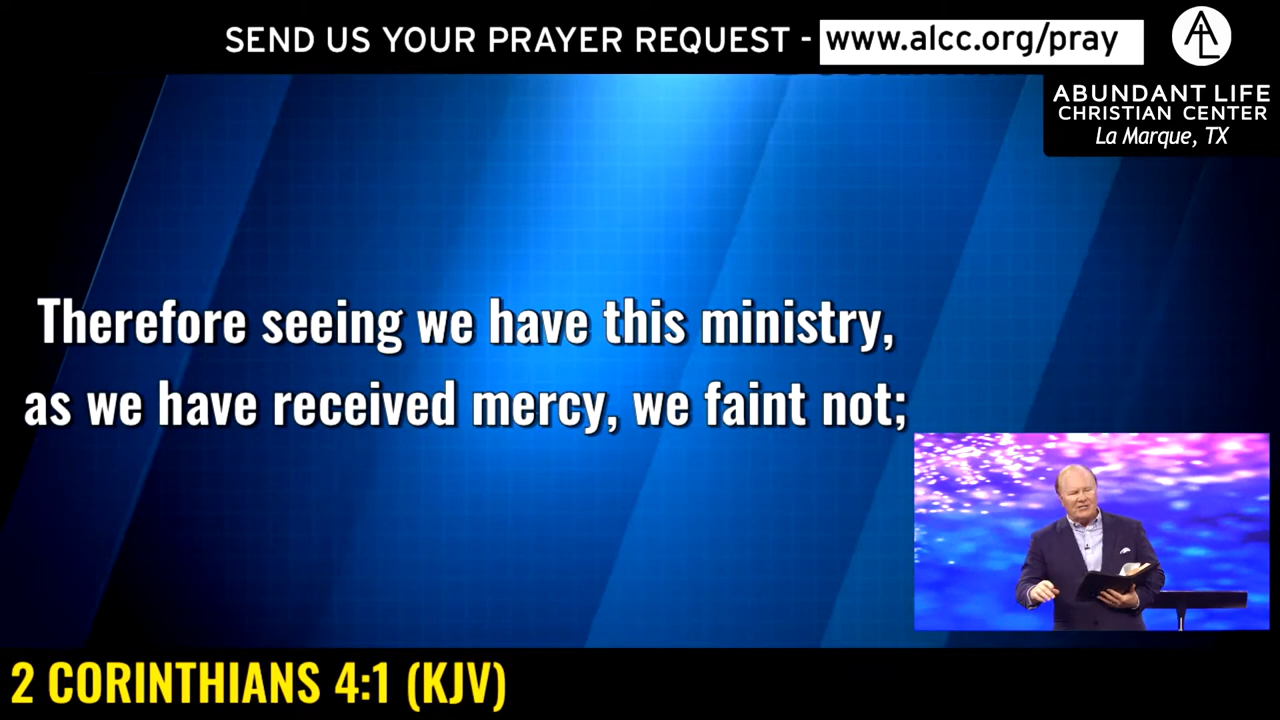 SEND US YOUR PRAYER REQUEST - www.alcc.org/pray
AL
ABUNDANT LIFE
CHRISTIAN CENTER
La Marque, TX
Therefore seeing we have this ministry,
as we have received mercy, we faint not;
2 CORINTHIANS 4:1 (KJV)